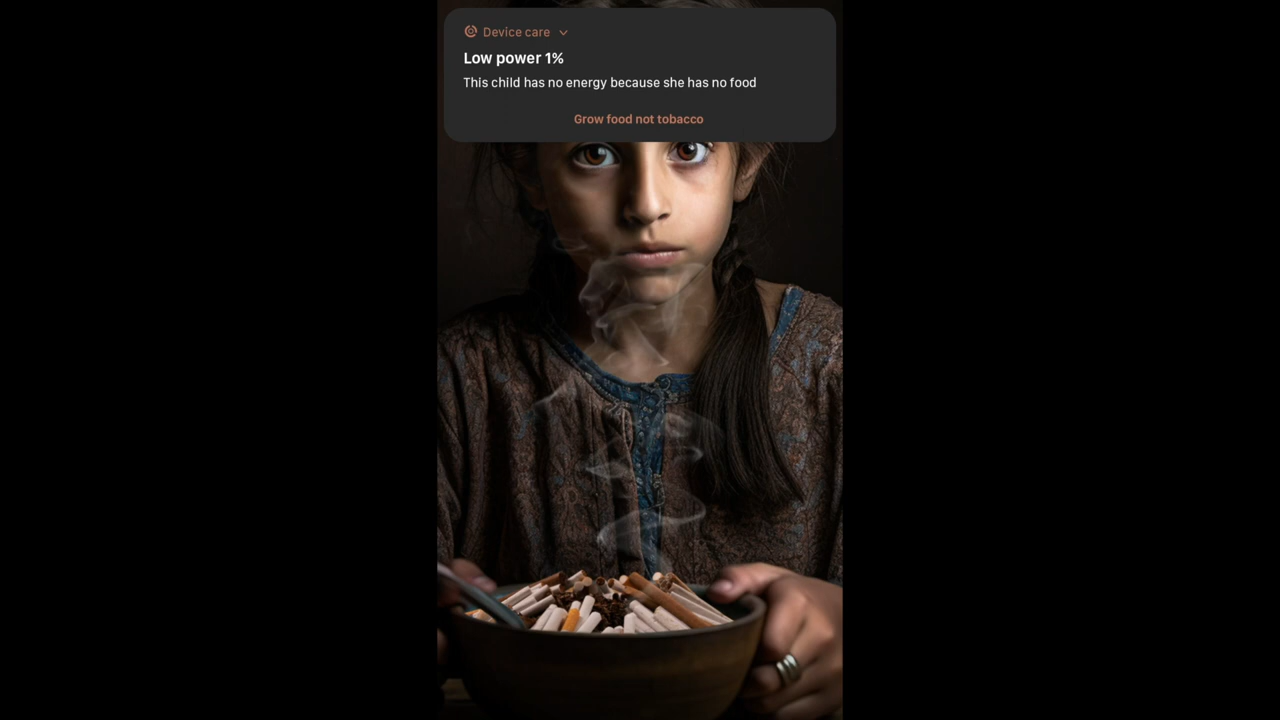 Device care
Low power 1%
This child has no energy because she has no food
Grow food not tobacco